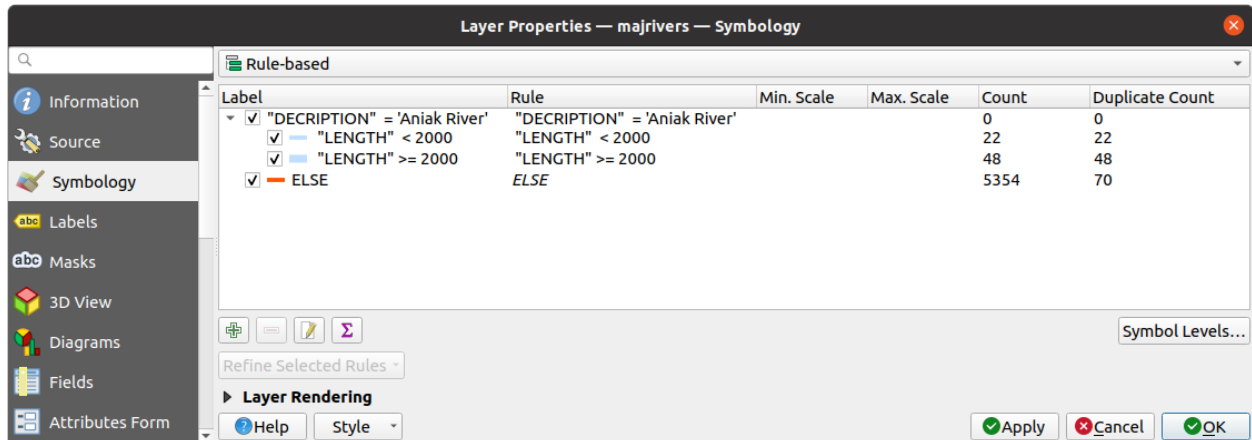 Layer Properties — majrivers — Symbology
Rule-based
Information
Source
Symbology
abc Labels
abc Masks
3D View
Diagrams
Fields
Attributes Form
Label Rule Min. Scale Max. Scale Count Duplicate Count
"DECRIPTION" = 'Aniak River' "DECRIPTION" = 'Aniak River' 0 0
"LENGTH" < 2000 "LENGTH" < 2000 22 22
"LENGTH" >= 2000 "LENGTH" >= 2000 48 48
ELSE ELSE 5354 70
Σ Symbol Levels...
Refine Selected Rules
Layer Rendering
Help Style Apply Cancel OK